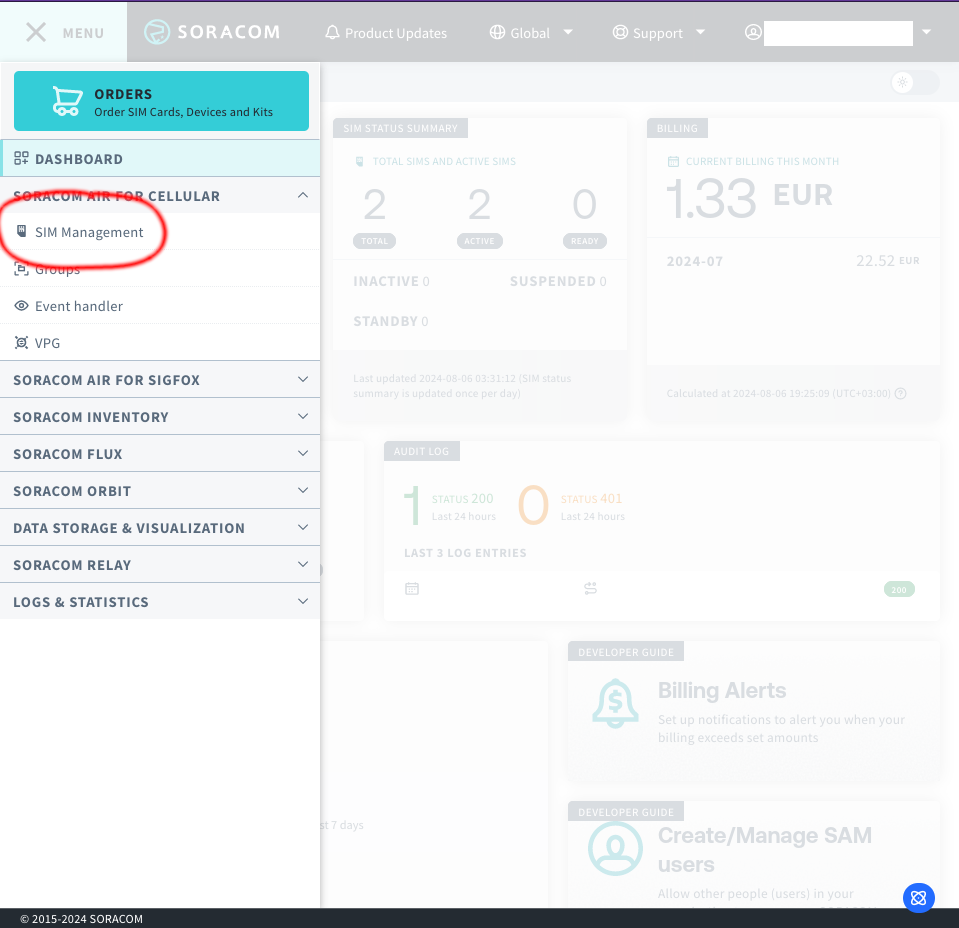 MENU
SORACOM
Product Updates
Global
Support
ORDERS
Order SIM Cards, Devices and Kits
DASHBOARD
SORACOM AIR FOR CELLULAR
SIM Management
Groups
Event handler
VPG
SORACOM AIR FOR SIGFOX
SORACOM INVENTORY
SORACOM FLUX
SORACOM ORBIT
DATA STORAGE & VISUALIZATION
SORACOM RELAY
LOGS & STATISTICS
SIM STATUS SUMMARY
TOTAL SIMS AND ACTIVE SIMS
2 2 0
TOTAL ACTIVE READY
INACTIVE 0 SUSPENDED 0
STANDBY 0
Last updated 2024-08-06 03:31:12 (SIM status
summary is updated once per day)
BILLING
CURRENT BILLING THIS MONTH
1.33 EUR
2024-07 22.52 EUR
Calculated at 2024-08-06 19:25:09 (UTC+03:00)
AUDIT LOG
1 STATUS 200 0 STATUS 401
Last 24 hours Last 24 hours
LAST 3 LOG ENTRIES
200
st 7 days
DEVELOPER GUIDE
Billing Alerts
Set up notifications to alert you when your
billing exceeds set amounts
DEVELOPER GUIDE
Create/Manage SAM
users
Allow other people (users) in your
© 2015-2024 SORACOM